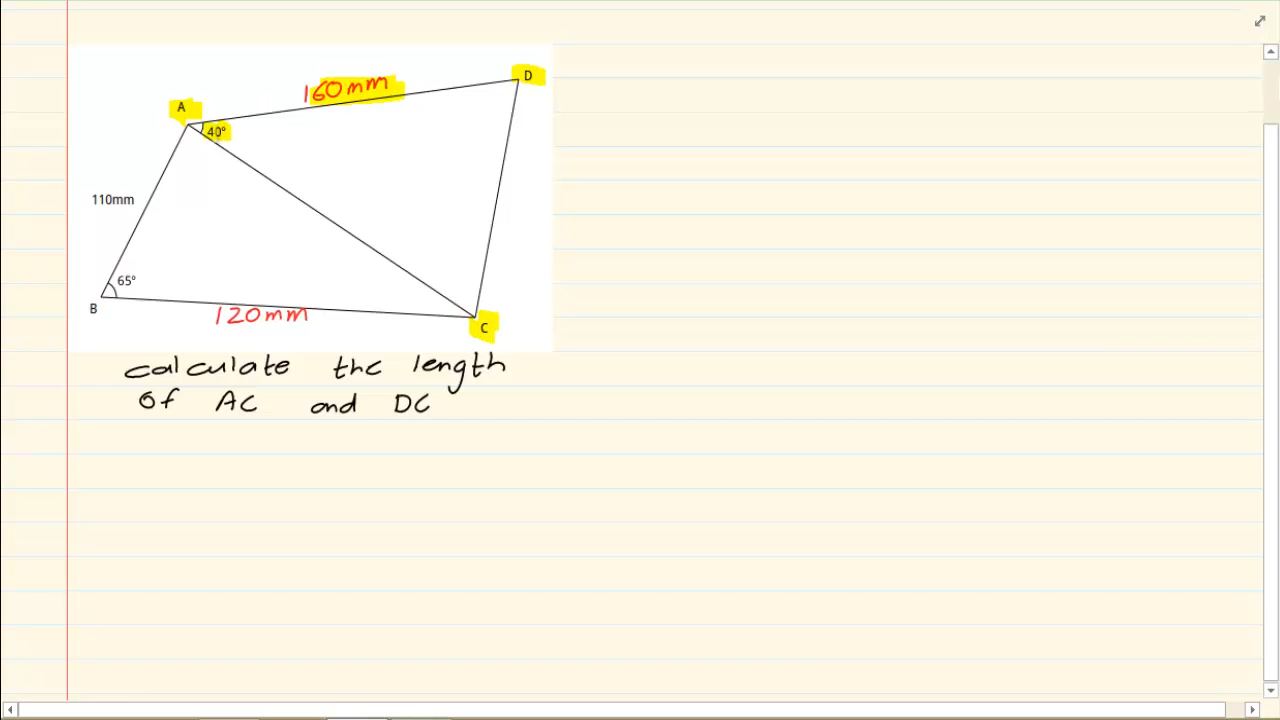 D
160mm
A
40°
110mm
65°
B
120mm
C
calculate the length
of AC and DC